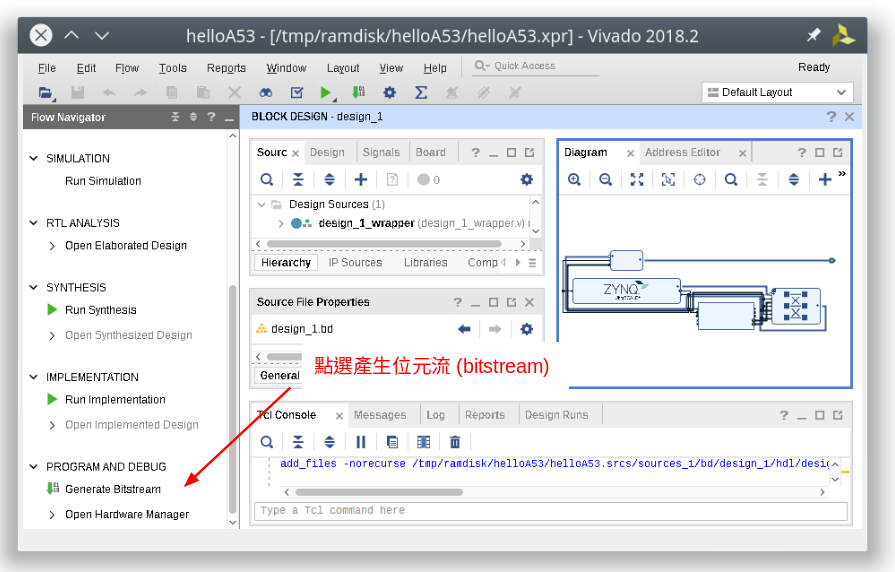 helloA53 - [/tmp/ramdisk/helloA53/helloA53.xpr] - Vivado 2018.2
File Edit Flow Tools Reports Window Layout View Help Quick Access Ready
Default Layout
Flow Navigator
SIMULATION
Run Simulation
RTL ANALYSIS
Open Elaborated Design
SYNTHESIS
Run Synthesis
Open Synthesized Design
IMPLEMENTATION
Run Implementation
Open Implemented Design
PROGRAM AND DEBUG
Generate Bitstream
Open Hardware Manager
BLOCK DESIGN - design_1
Sourc Design Signals Board
0
Design Sources (1)
design_1_wrapper (design_1_wrapper.v)
Hierarchy IP Sources Libraries Comp
Source File Properties
design_1.bd
General
點選產生位元流 (bitstream)
Diagram Address Editor
ZYNQ
Tcl Console Messages Log Reports Design Runs
add_files -norecurse /tmp/ramdisk/helloA53/helloA53.srcs/sources_1/bd/design_1/hdl/desig
Type a Tcl command here